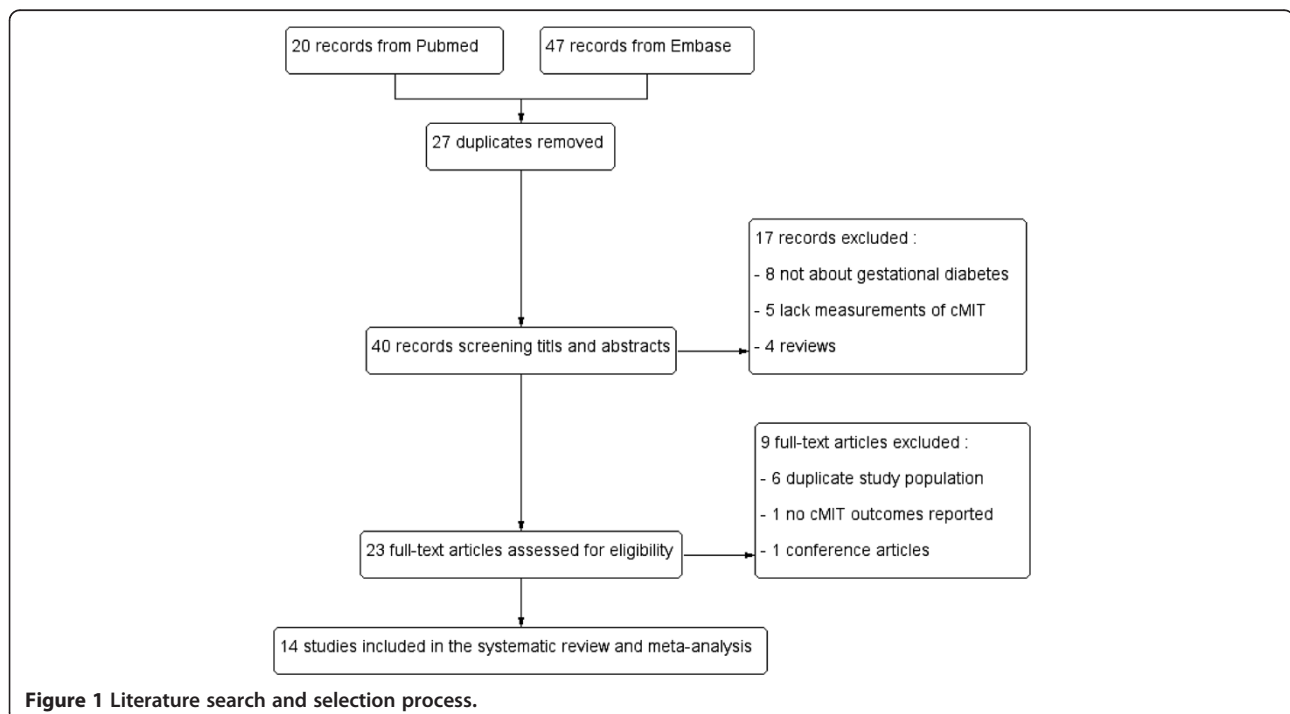 20 records from Pubmed
47 records from Embase
27 duplicates removed
17 records excluded :
- 8 not about gestational diabetes
- 5 lack measurements of cMIT
- 4 reviews
40 records screening titls and abstracts
9 full-text articles excluded :
- 6 duplicate study population
- 1 no cMIT outcomes reported
- 1 conference articles
23 full-text articles assessed for eligibility
14 studies included in the systematic review and meta-analysis
Figure 1 Literature search and selection process.